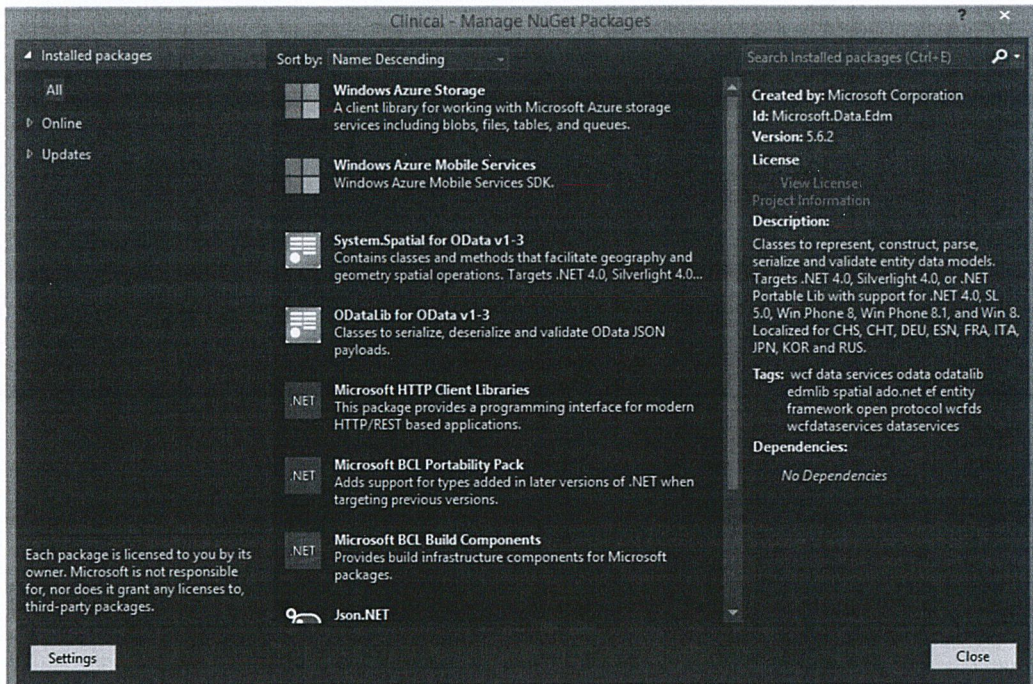 Clinical - Manage NuGet Packages
? ×
Installed packages
All
Online
Updates
Each package is licensed to you by its
owner. Microsoft is not responsible
for, nor does it grant any licenses to,
third-party packages.
Settings
Sort by: Name: Descending
Windows Azure Storage
A client library for working with Microsoft Azure storage
services including blobs, files, tables, and queues.
Windows Azure Mobile Services
Windows Azure Mobile Services SDK.
System.Spatial for OData v1-3
Contains classes and methods that facilitate geography and
geometry spatial operations. Targets .NET 4.0, Silverlight 4.0...
ODataLib for OData v1-3
Classes to serialize, deserialize and validate OData JSON
payloads.
.NET
Microsoft HTTP Client Libraries
This package provides a programming interface for modern
HTTP/REST based applications.
.NET
Microsoft BCL Portability Pack
Adds support for types added in later versions of .NET when
targeting previous versions.
.NET
Microsoft BCL Build Components
Provides build infrastructure components for Microsoft
packages.
Json.NET
Search Installed packages (Ctrl+E)
Created by: Microsoft Corporation
Id: Microsoft.Data.Edm
Version: 5.6.2
License
View License
Project Information
Description:
Classes to represent, construct, parse,
serialize and validate entity data models.
Targets .NET 4.0, Silverlight 4.0, or .NET
Portable Lib with support for .NET 4.0, SL
5.0, Win Phone 8, Win Phone 8.1, and Win 8.
Localized for CHS, CHT, DEU, ESN, FRA, ITA,
JPN, KOR and RUS.
Tags: wcf data services odata odatalib
edmlib spatial ado.net ef entity
framework open protocol wcfds
wcfdataservices dataservices
Dependencies:
No Dependencies
Close